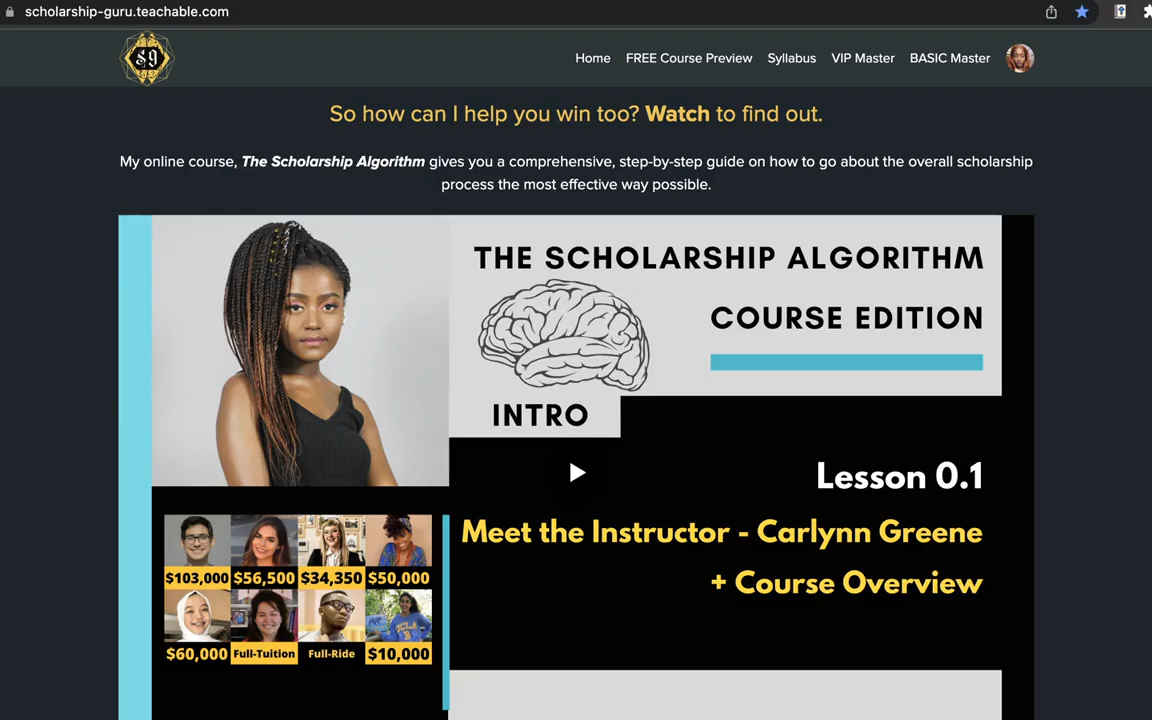 scholarship-guru.teachable.com
sg
Home FREE Course Preview Syllabus VIP Master BASIC Master
So how can I help you win too? Watch to find out.
My online course, The Scholarship Algorithm gives you a comprehensive, step-by-step guide on how to go about the overall scholarship
process the most effective way possible.
THE SCHOLARSHIP ALGORITHM
COURSE EDITION
INTRO
Lesson 0.1
Meet the Instructor - Carlynn Greene
+ Course Overview
$103,000 $56,500 $34,350 $50,000
UCLA
$60,000 Full-Tuition Full-Ride $10,000